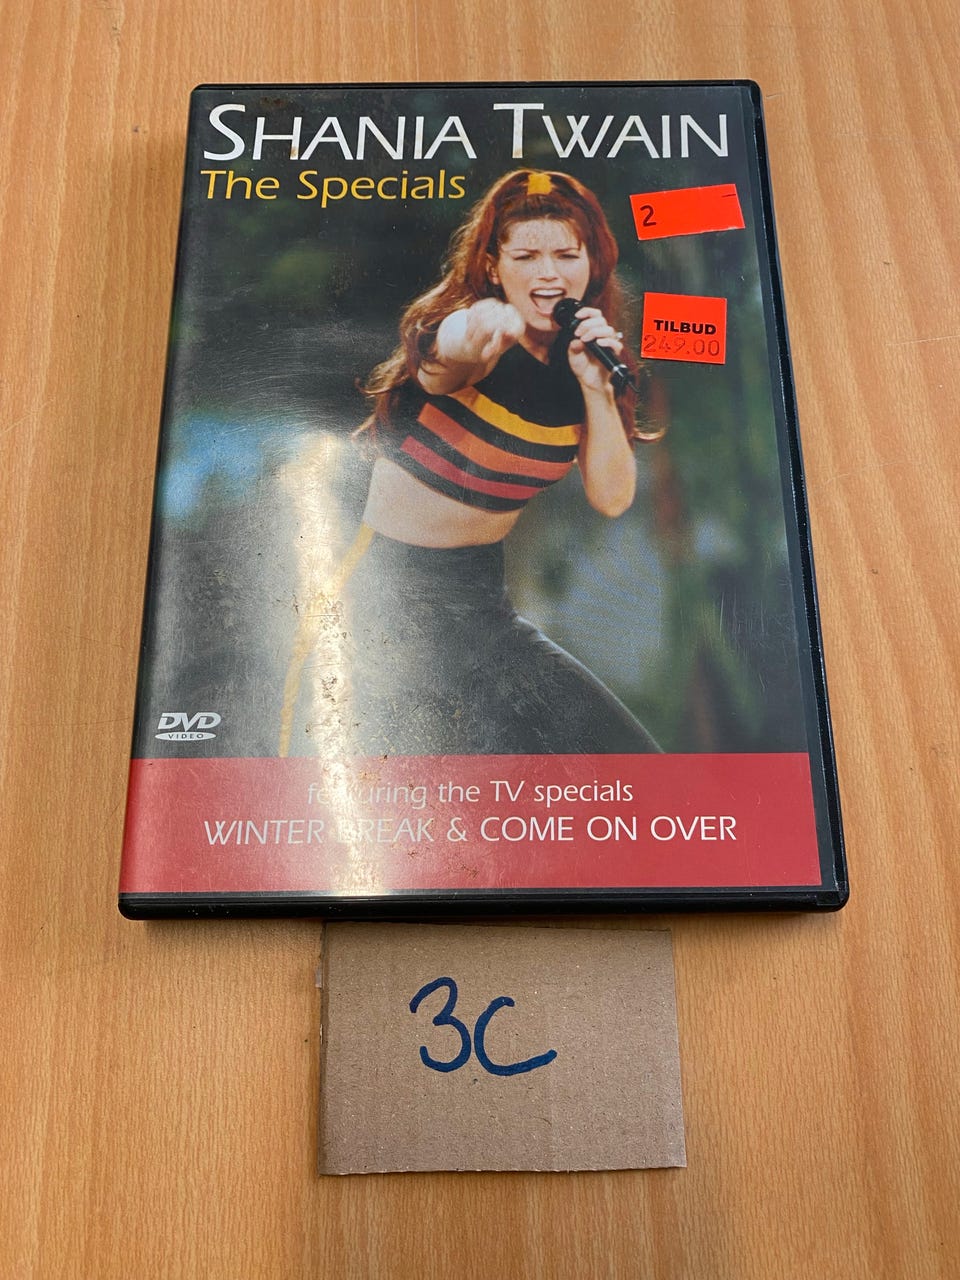 SHANIA TWAIN
The Specials
2
TILBUD
249.00
DVD
VIDEO
featuring the TV specials
WINTER BREAK & COME ON OVER
3C